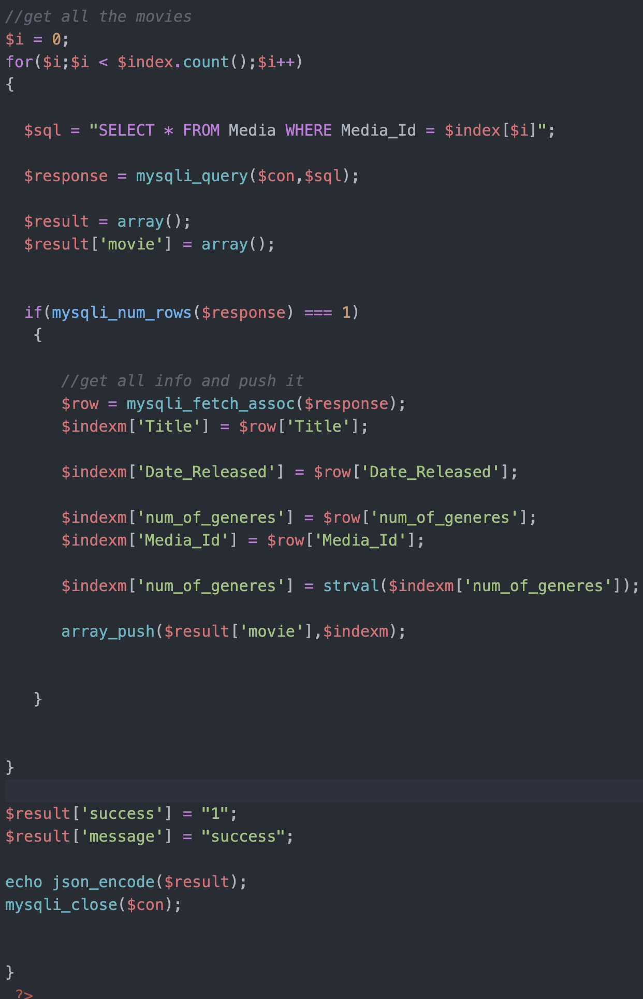 //get all the movies
$i = 0;
for($i;$i < $index.count();$i++)
{
$sql = "SELECT * FROM Media WHERE Media_Id = $index[$i]";
$response = mysqli_query($con,$sql);
$result = array();
$result['movie'] = array();
if(mysqli_num_rows($response) === 1)
{
//get all info and push it
$row = mysqli_fetch_assoc($response);
$indexm['Title'] = $row['Title'];
$indexm['Date_Released'] = $row['Date_Released'];
$indexm['num_of_generes'] = $row['num_of_generes'];
$indexm['Media_Id'] = $row['Media_Id'];
$indexm['num_of_generes'] = strval($indexm['num_of_generes']);
array_push($result['movie'],$indexm);
}
}
$result['success'] = "1";
$result['message'] = "success";
echo json_encode($result);
mysqli_close($con);
}
?>